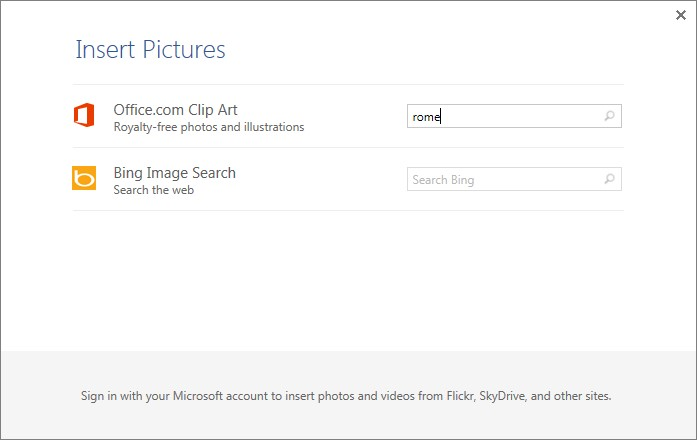 Insert Pictures
Office.com Clip Art
Royalty-free photos and illustrations
rome
Bing Image Search
Search the web
Search Bing
Sign in with your Microsoft account to insert photos and videos from Flickr, SkyDrive, and other sites.